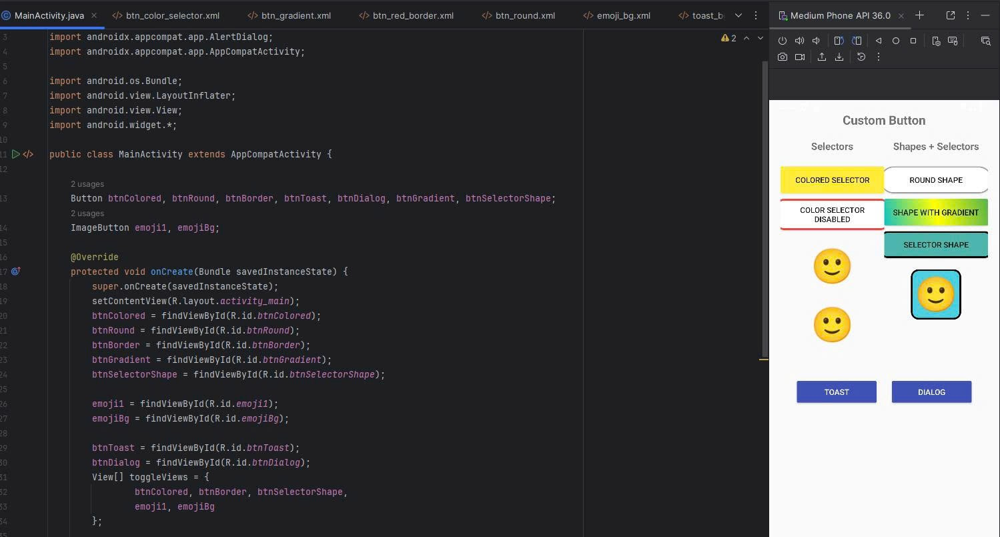 MainActivity.java btn_color_selector.xml btn_gradient.xml btn_red_border.xml btn_round.xml emoji_bg.xml
Medium Phone API 36.0
2
3 import androidx.appcompat.app.AlertDialog;
4 import androidx.appcompat.app.AppCompatActivity;
5
6 import android.os.Bundle;
7 import android.view.LayoutInflater;
8 import android.view.View;
9 import android.widget.*;
10
11 public class MainActivity extends AppCompatActivity {
12
2 usages
13 Button btnColored, btnRound, btnBorder, btnToast, btnDialog, btnGradient, btnSelectorShape;
2 usages
14 ImageButton emoji1, emojiBg;
15
16 @Override
17 protected void onCreate(Bundle savedInstanceState) {
18 super.onCreate(savedInstanceState);
19 setContentView(R.layout.activity_main);
20 btnColored = findViewById(R.id.btnColored);
21 btnRound = findViewById(R.id.btnRound);
22 btnBorder = findViewById(R.id.btnBorder);
23 btnGradient = findViewById(R.id.btnGradient);
24 btnSelectorShape = findViewById(R.id.btnSelectorShape);
25
26 emoji1 = findViewById(R.id.emoji1);
27 emojiBg = findViewById(R.id.emojiBg);
28
29 btnToast = findViewById(R.id.btnToast);
30 btnDialog = findViewById(R.id.btnDialog);
31 View[] toggleViews = {
32 btnColored, btnBorder, btnSelectorShape,
33 emoji1, emojiBg
34 };
Custom Button
Selectors Shapes + Selectors
COLORED SELECTOR ROUND SHAPE
COLOR SELECTOR
DISABLED
SHAPE WITH GRADIENT
SELECTOR SHAPE
TOAST DIALOG